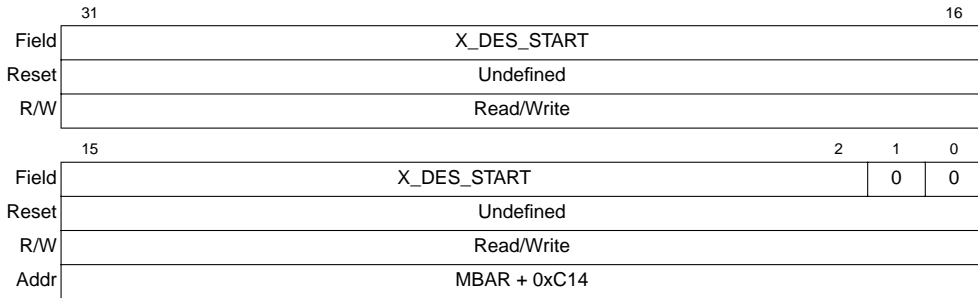 31 16
Field X_DES_START
Reset Undefined
R/W Read/Write
15 2 1 0
Field X_DES_START 0 0
Reset Undefined
R/W Read/Write
Addr MBAR + 0xC14